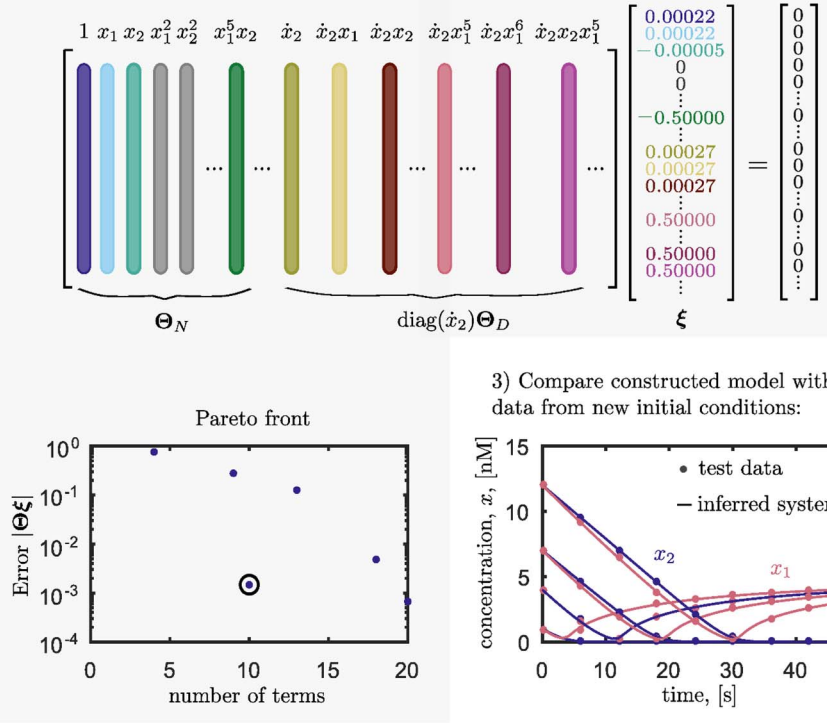 1 x₁ x₂ x₁² x₂² x₁⁵x₂ ẋ₂ ẋ₂x₁ ẋ₂x₂ ẋ₂x₁⁵ ẋ₂x₁⁶ ẋ₂x₂x₁⁵
0.00022
0.00022
−0.00005
0
0
⋮
−0.50000
⋮
0.00027
0.00027
0.00027
⋮
0.50000
⋮
0.50000
0.50000
⋮
... ... ... ... ...
=
0
0
0
0
0
⋮
0
⋮
0
0
0
⋮
0
⋮
0
0
⋮
Θ_N diag(ẋ₂)Θ_D ξ
Pareto front
Error |Θξ|
10⁰
10⁻¹
10⁻²
10⁻³
10⁻⁴
0 5 10 15 20
number of terms
3) Compare constructed model with
data from new initial conditions:
concentration, x, [nM]
15
10
5
0
test data
inferred system
x₂
x₁
0 10 20 30 40
time, [s]